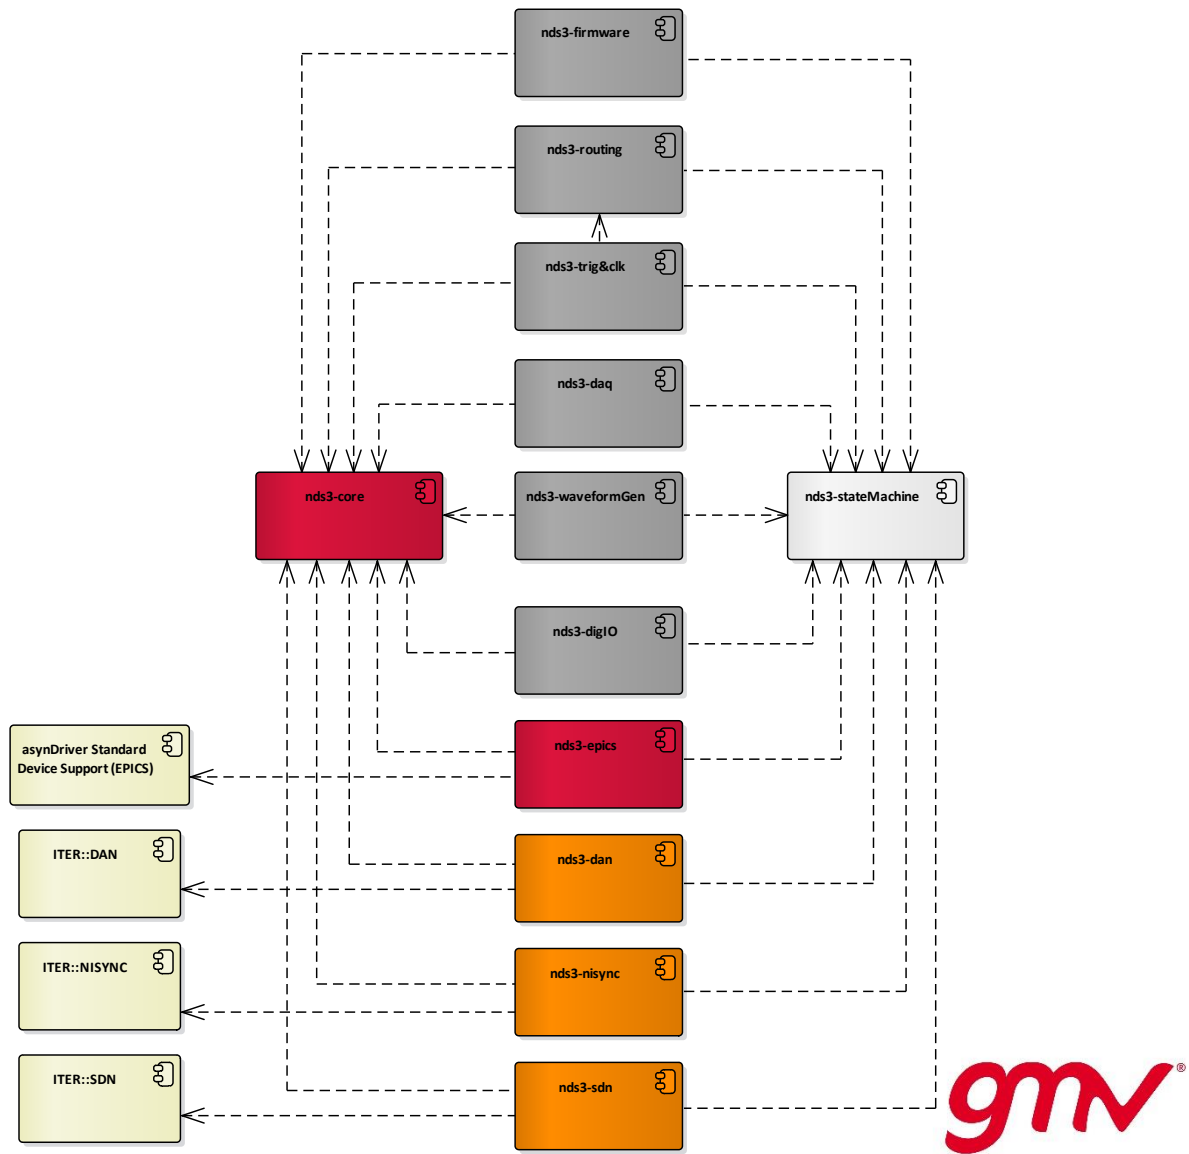 nds3-firmware
nds3-routing
nds3-trig&clk
nds3-daq
nds3-core
nds3-waveformGen
nds3-stateMachine
nds3-digIO
nds3-epics
asynDriver Standard
Device Support (EPICS)
nds3-dan
ITER::DAN
nds3-nisync
ITER::NISYNC
nds3-sdn
ITER::SDN
gmv®